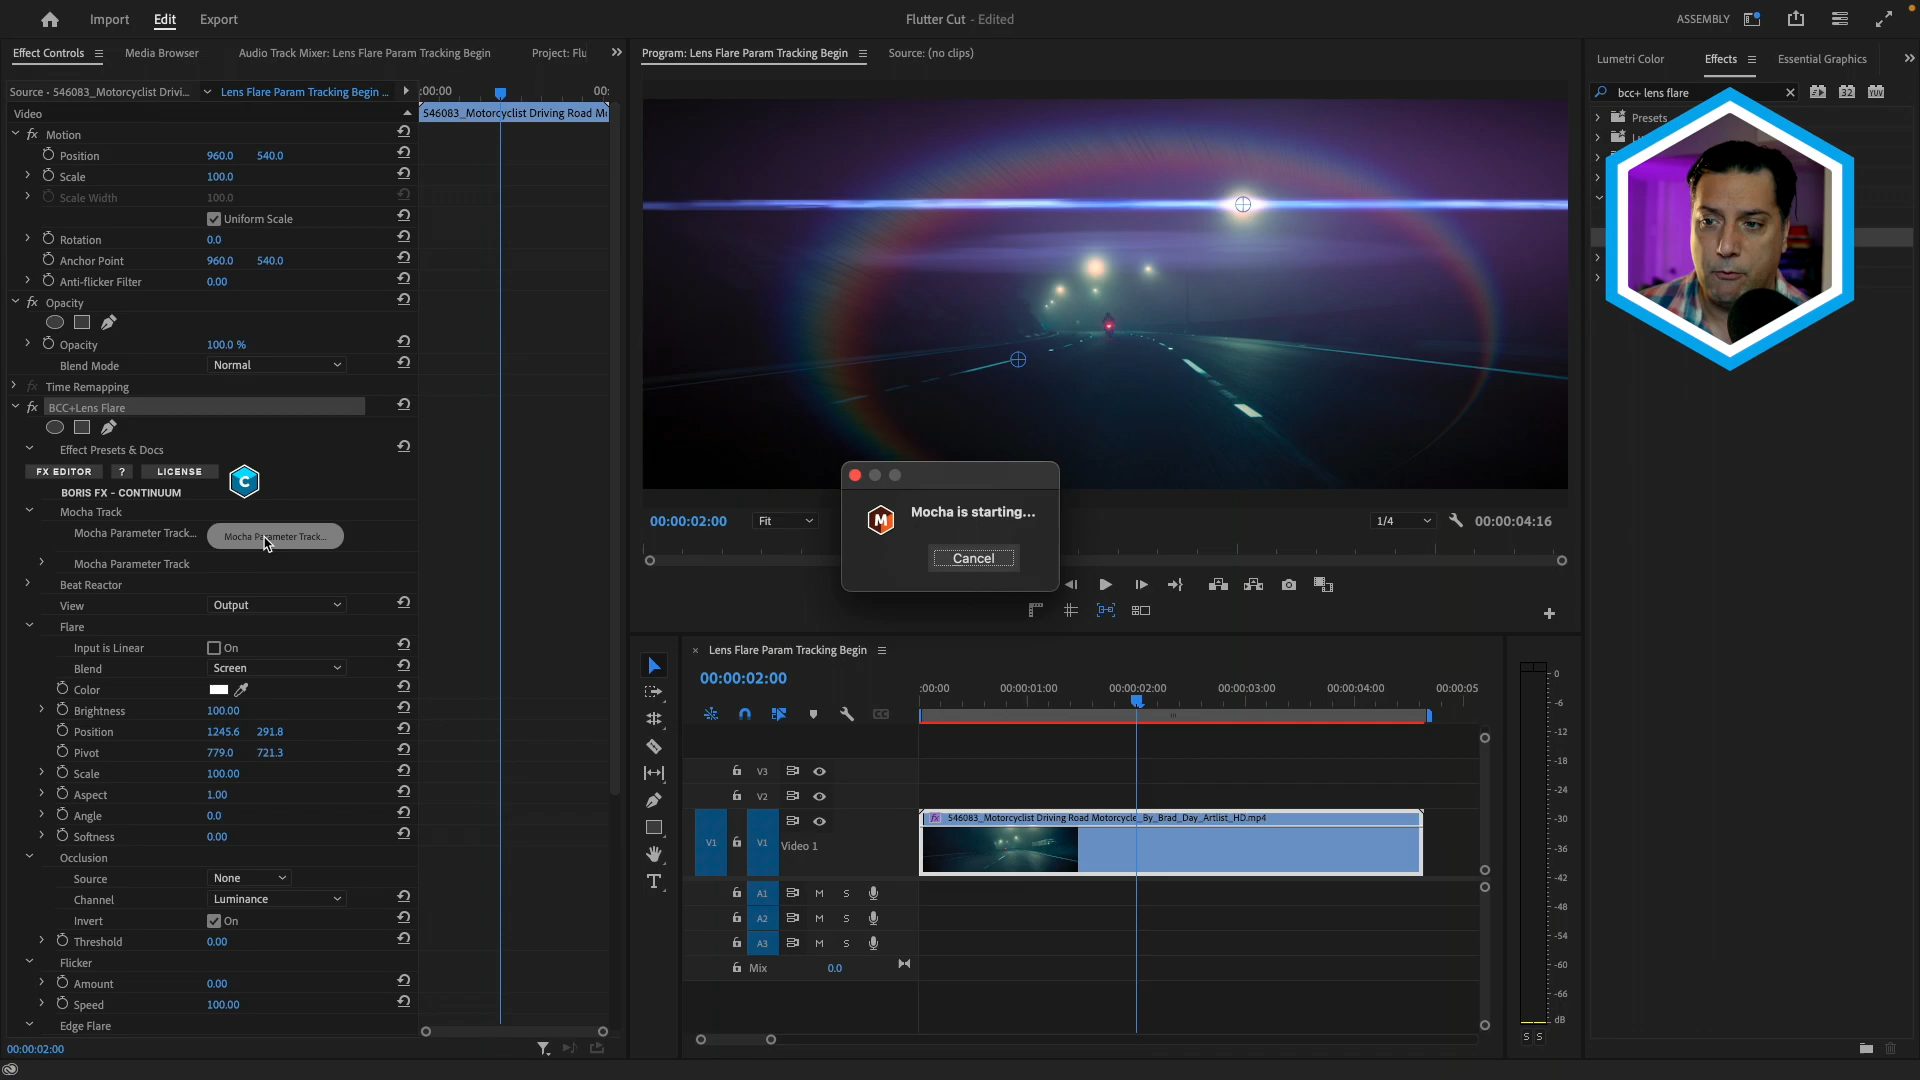 Import Edit Export
Flutter Cut - Edited
ASSEMBLY
Effect Controls Media Browser Audio Track Mixer: Lens Flare Param Tracking Begin Project: Flu
Program: Lens Flare Param Tracking Begin Source: (no clips)
Lumetri Color Effects Essential Graphics
Source • 546083_Motorcyclist Drivi... Lens Flare Param Tracking Begin ... :00:00 00:
bcc+ lens flare
Video
546083_Motorcyclist Driving Road Mo
Presets
Motion
Position 960.0 540.0
Scale 100.0
Scale Width 100.0
Uniform Scale
Rotation 0.0
Anchor Point 960.0 540.0
Anti-flicker Filter 0.00
Opacity
Opacity 100.0 %
Blend Mode Normal
Time Remapping
BCC+Lens Flare
Effect Presets & Docs
FX EDITOR ? LICENSE
BORIS FX - CONTINUUM
Mocha Track
Mocha Parameter Track... Mocha Parameter Track...
Mocha Parameter Track
Beat Reactor
View Output
Flare
Input is Linear On
Blend Screen
Color
Brightness 100.00
Position 1245.6 291.8
Pivot 779.0 721.3
Scale 100.00
Aspect 1.00
Angle 0.0
Softness 0.00
Occlusion
Source None
Channel Luminance
Invert On
Threshold 0.00
Flicker
Amount 0.00
Speed 100.00
Edge Flare
00:00:02:00
Mocha is starting...
Cancel
00:00:02:00 Fit 1/4 00:00:04:16
Lens Flare Param Tracking Begin
00:00:02:00
:00:00 00:00:01:00 00:00:02:00 00:00:03:00 00:00:04:00 00:00:05
V3
V2
546083_Motorcyclist Driving Road Motorcycle_By_Brad_Day_Artlist_HD.mp4
V1 V1 Video 1
A1 M S
A2 M S
A3 M S
Mix 0.0
0
-6
-12
-18
-24
-30
-36
-42
-48
-54
-60
-66
dB
S S